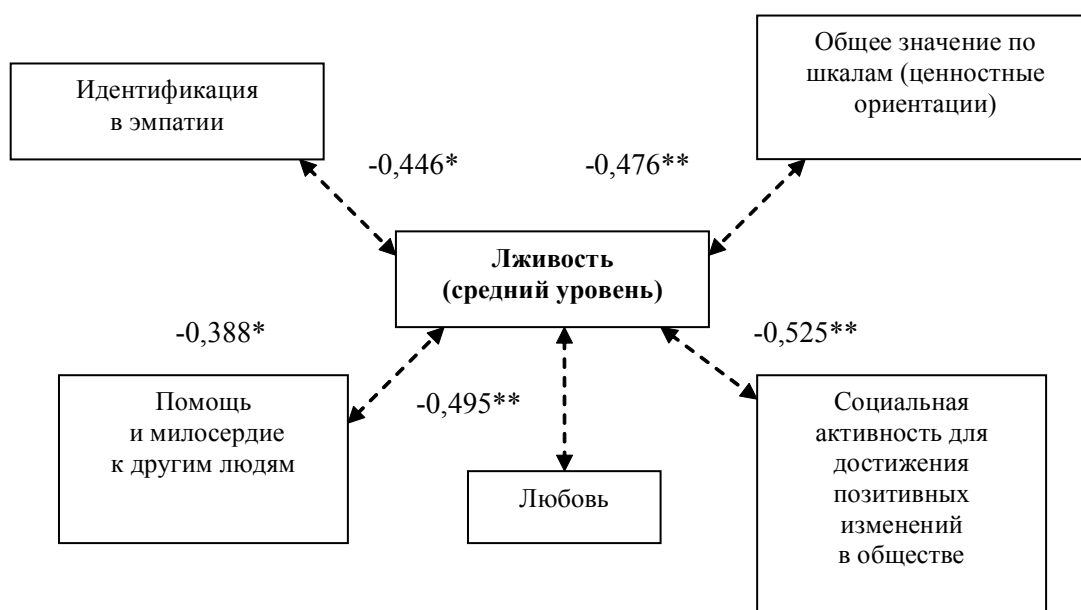 Идентификация
в эмпатии
Общее значение по
шкалам (ценностные
ориентации)
-0,446*
-0,476**
Лживость
(средний уровень)
-0,388*
-0,495**
-0,525**
Помощь
и милосердие
к другим людям
Любовь
Социальная
активность для
достижения
позитивных
изменений
в обществе